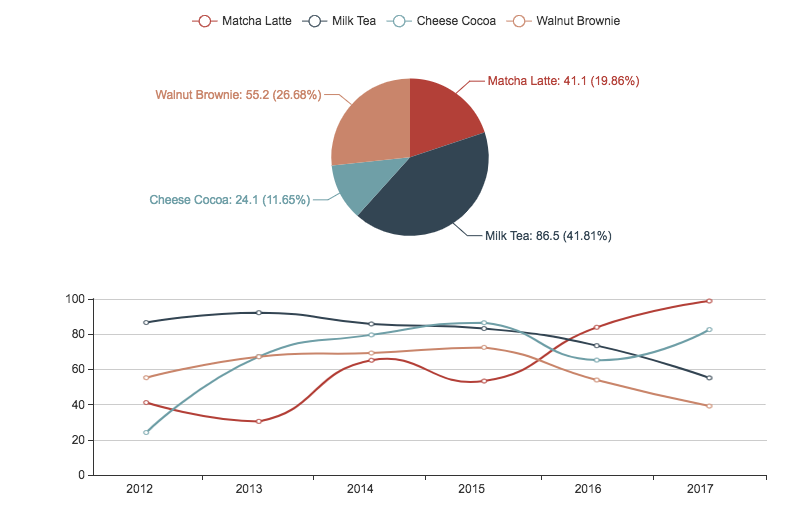 Matcha Latte Milk Tea Cheese Cocoa Walnut Brownie
Matcha Latte: 41.1 (19.86%)
Walnut Brownie: 55.2 (26.68%)
Cheese Cocoa: 24.1 (11.65%)
Milk Tea: 86.5 (41.81%)
100
80
60
40
20
0
2012 2013 2014 2015 2016 2017